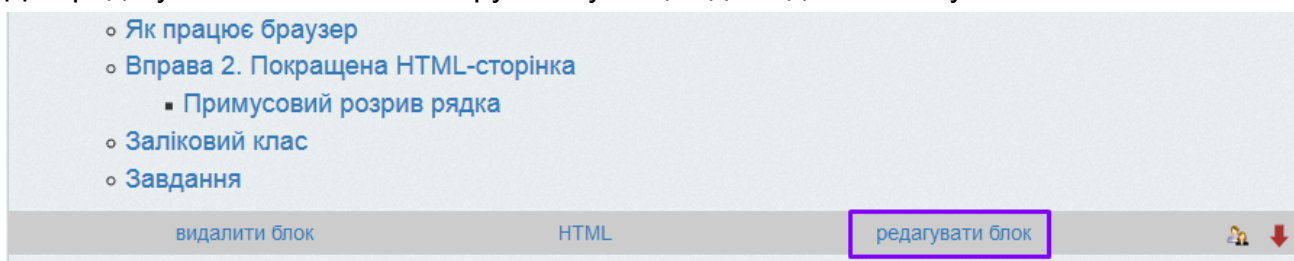 Як працює браузер
Вправа 2. Покращена HTML-сторінка
Примусовий розрив рядка
Заліковий клас
Завдання
видалити блок HTML редагувати блок